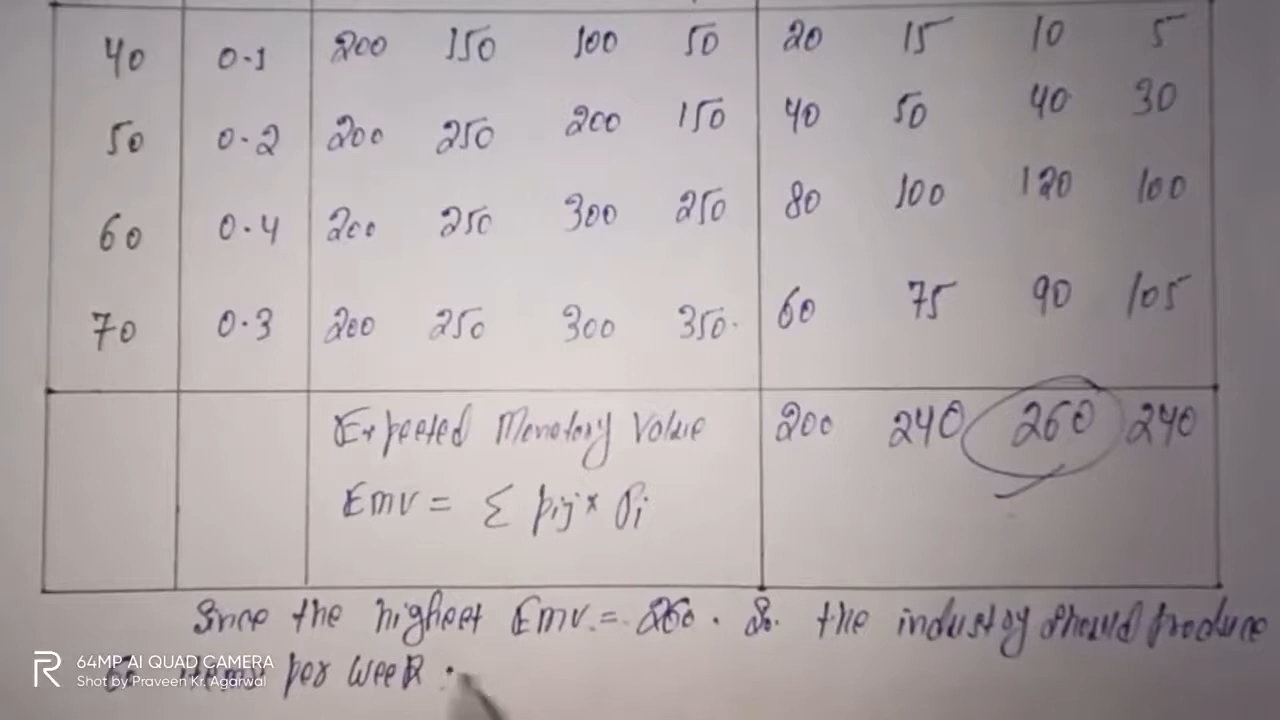 40 0.1 200 150 100 50 20 15 10 5
50 0.2 200 250 200 150 40 50 40 30
60 0.4 200 250 300 250 80 100 120 100
70 0.3 200 250 300 350. 60 75 90 105
Expected Monetory Value 200 240 260 240
Emv = Σ pij × Pi
Since the highest Emv = 260. So. the industry should produce
per week.
64MP AI QUAD CAMERA
Shot by Praveen Kr. Agarwal